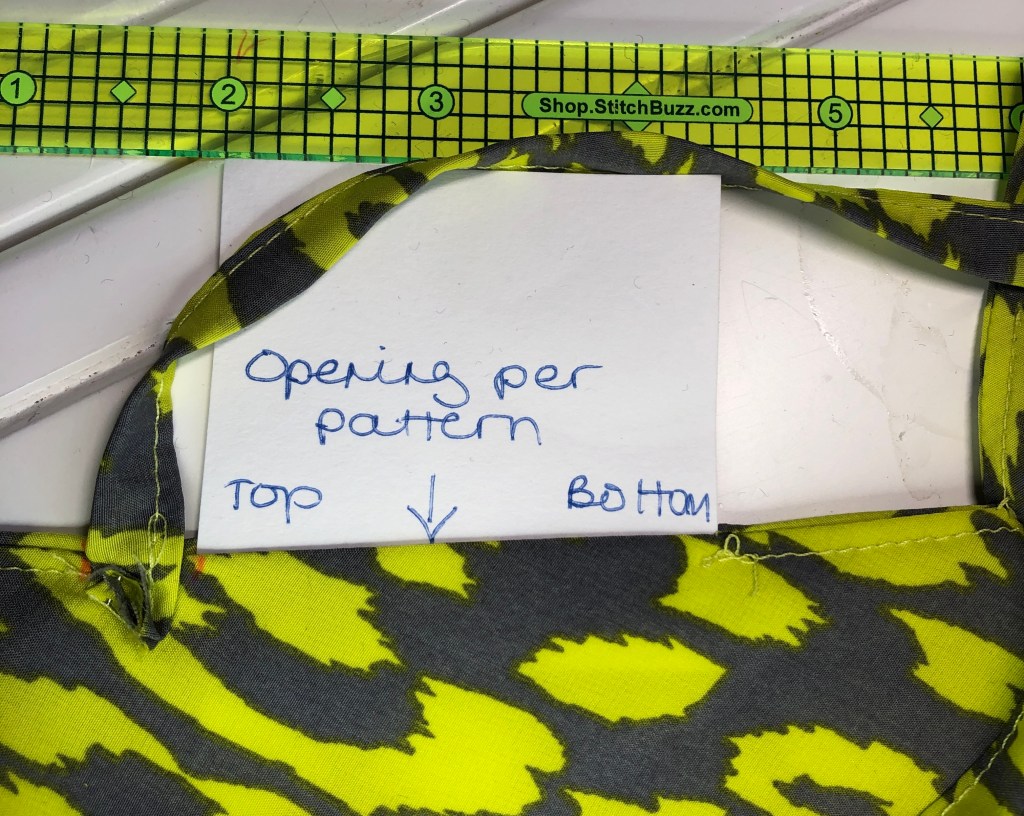 1 2 3 Shop.StitchBuzz.com 5
Opening per
pattern
Top Bottom